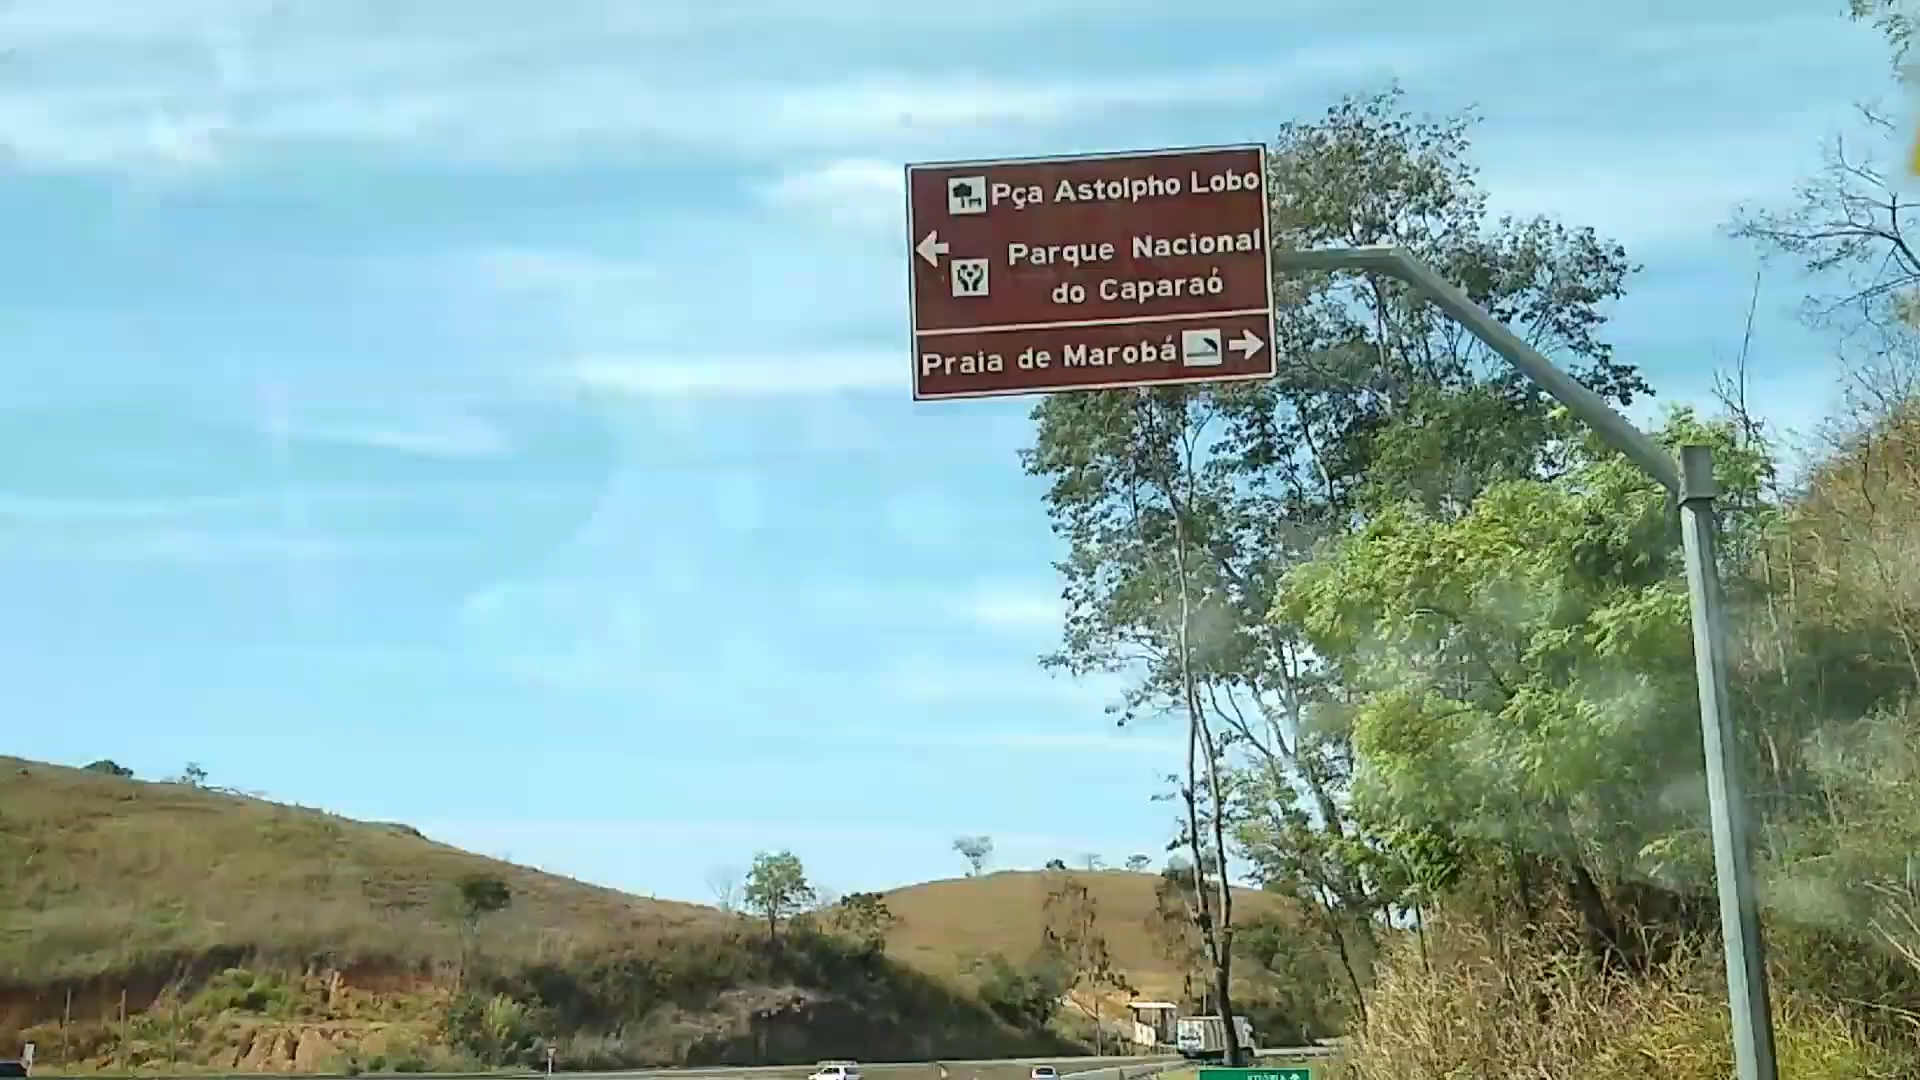 Pça Astolpho Lobo
Parque Nacional
do Caparaó
Praia de Marobá